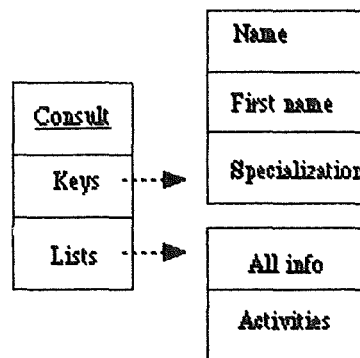 Consult
Keys
Lists
Name
First name
Specialization
All info
Activities